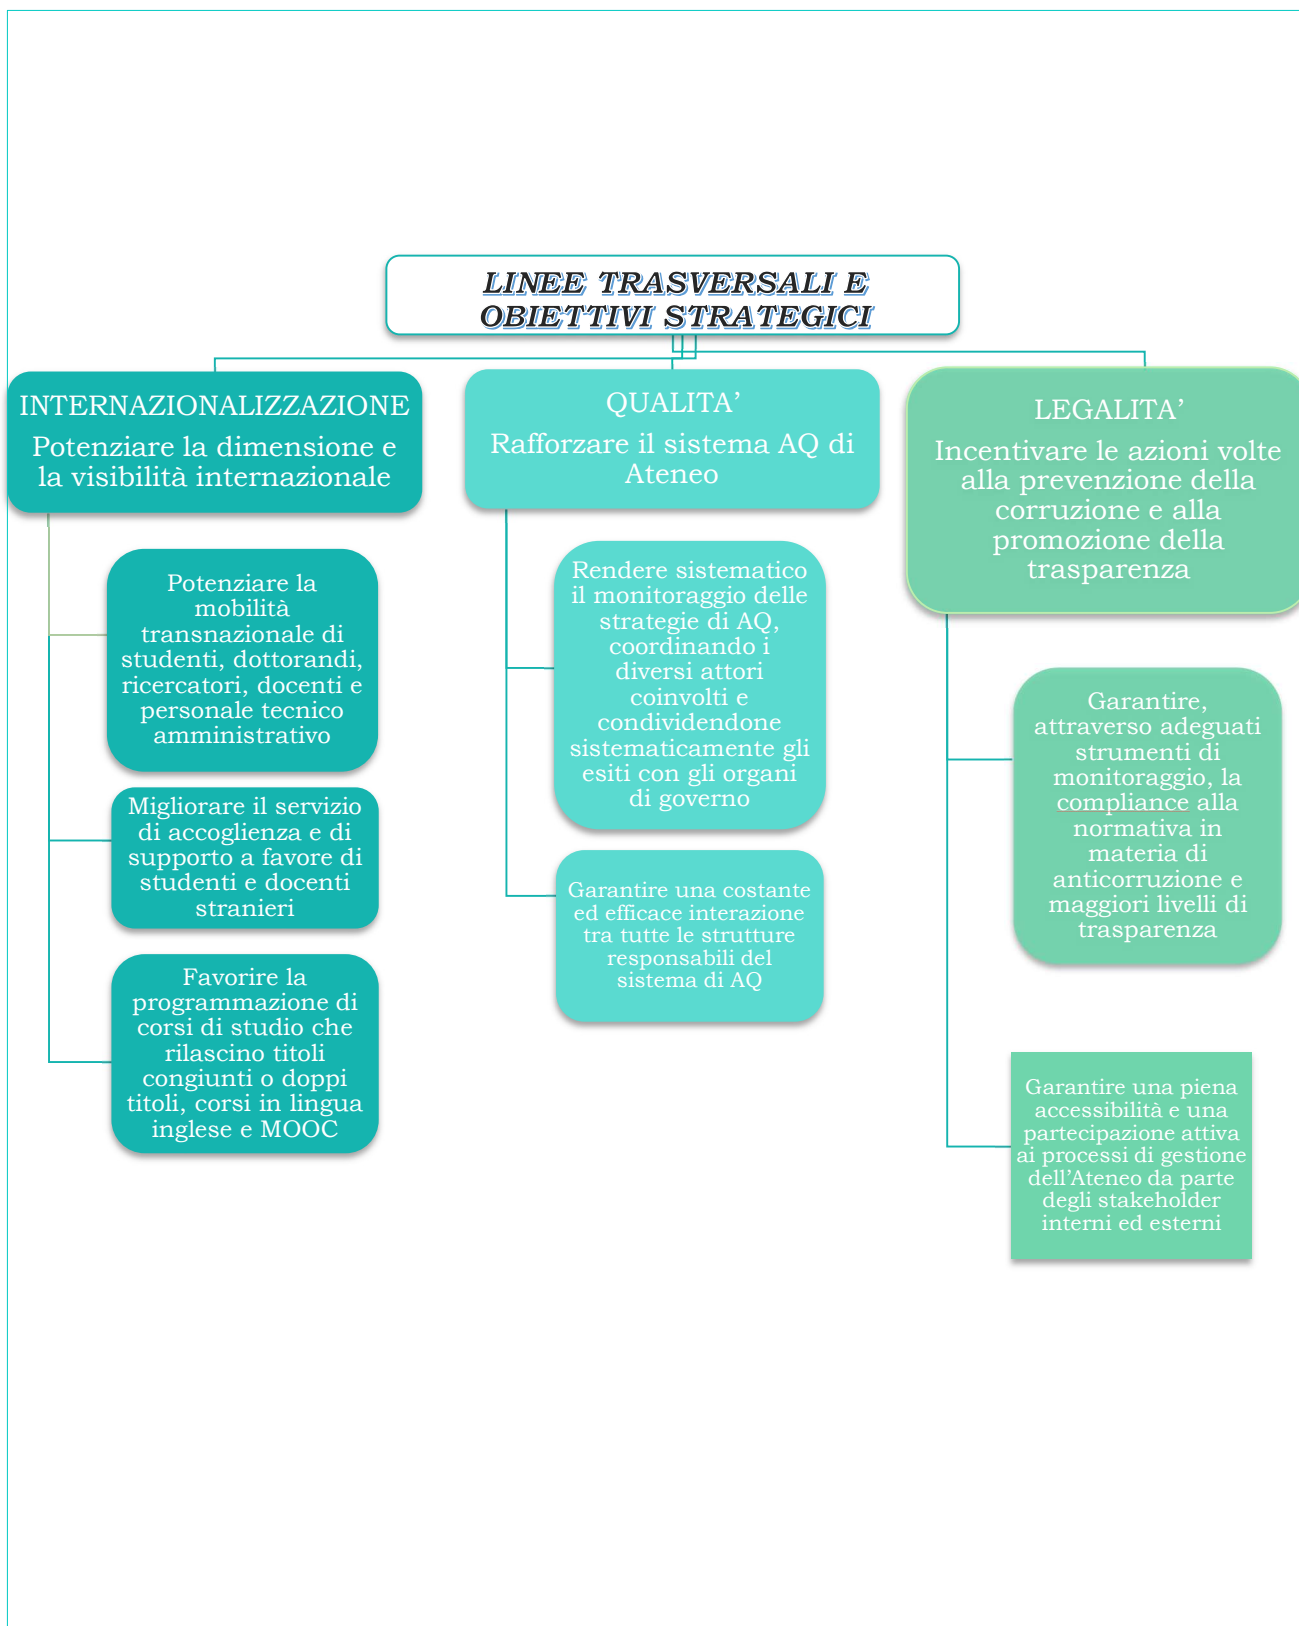 LINEE TRASVERSALI E
OBIETTIVI STRATEGICI
INTERNAZIONALIZZAZIONE
Potenziare la dimensione e
la visibilità internazionale
Potenziare la
mobilità
transnazionale di
studenti, dottorandi,
ricercatori, docenti e
personale tecnico
amministrativo
Migliorare il servizio
di accoglienza e di
supporto a favore di
studenti e docenti
stranieri
Favorire la
programmazione di
corsi di studio che
rilascino titoli
congiunti o doppi
titoli, corsi in lingua
inglese e MOOC
QUALITA’
Rafforzare il sistema AQ di
Ateneo
Rendere sistematico
il monitoraggio delle
strategie di AQ,
coordinando i
diversi attori
coinvolti e
condividendone
sistematicamente gli
esiti con gli organi
di governo
Garantire una costante
ed efficace interazione
tra tutte le strutture
responsabili del
sistema di AQ
LEGALITA’
Incentivare le azioni volte
alla prevenzione della
corruzione e alla
promozione della
trasparenza
Garantire,
attraverso adeguati
strumenti di
monitoraggio, la
compliance alla
normativa in
materia di
anticorruzione e
maggiori livelli di
trasparenza
Garantire una piena
accessibilità e una
partecipazione attiva
ai processi di gestione
dell’Ateneo da parte
degli stakeholder
interni ed esterni